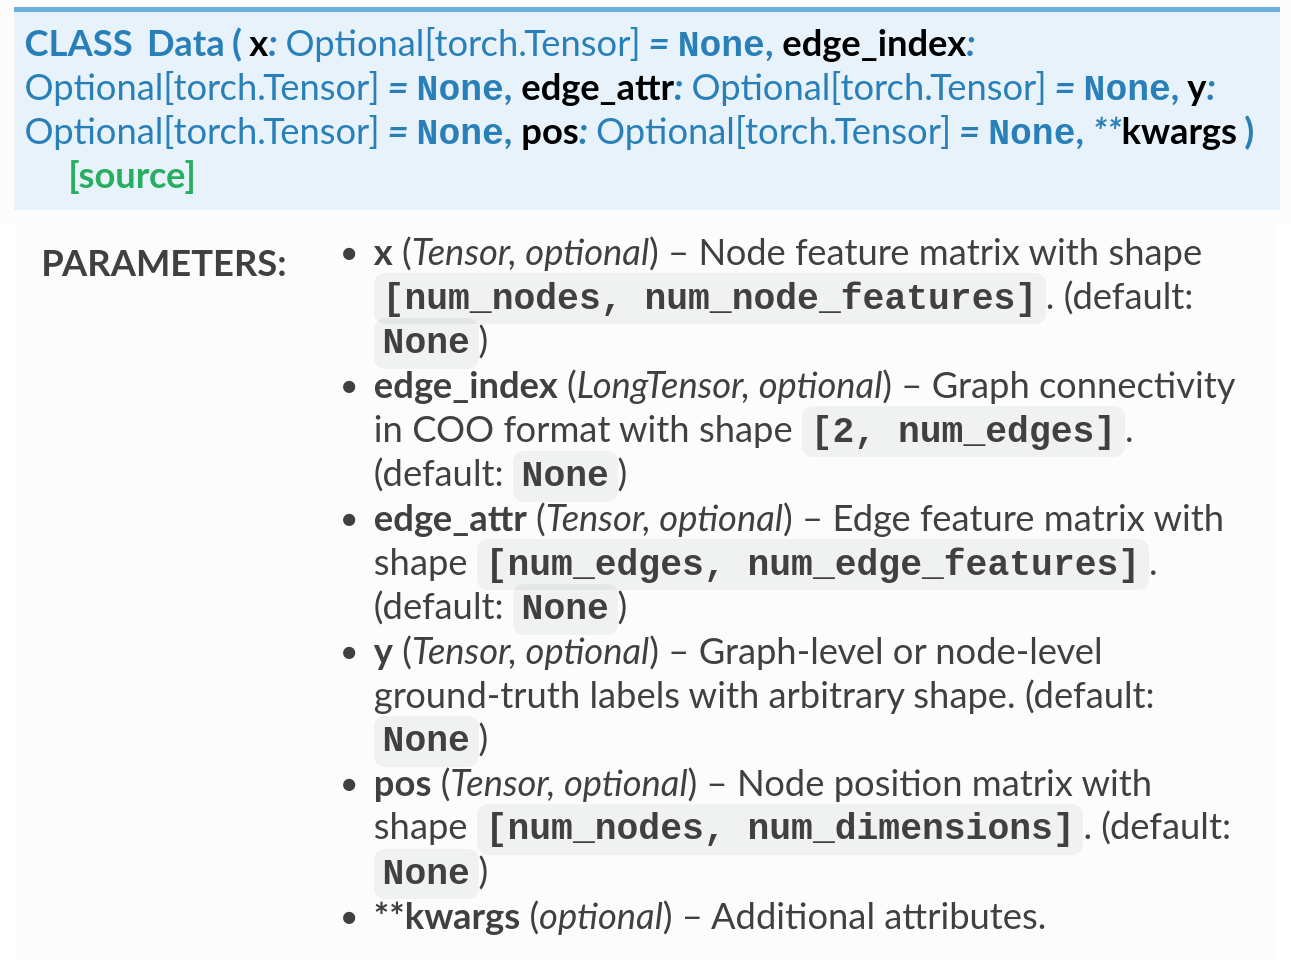 CLASS Data ( x: Optional[torch.Tensor] = None, edge_index:
Optional[torch.Tensor] = None, edge_attr: Optional[torch.Tensor] = None, y:
Optional[torch.Tensor] = None, pos: Optional[torch.Tensor] = None, **kwargs )
[source]
PARAMETERS:
• x (Tensor, optional) – Node feature matrix with shape
[num_nodes, num_node_features]. (default:
None)
• edge_index (LongTensor, optional) – Graph connectivity
in COO format with shape [2, num_edges].
(default: None)
• edge_attr (Tensor, optional) – Edge feature matrix with
shape [num_edges, num_edge_features].
(default: None)
• y (Tensor, optional) – Graph-level or node-level
ground-truth labels with arbitrary shape. (default:
None)
• pos (Tensor, optional) – Node position matrix with
shape [num_nodes, num_dimensions]. (default:
None)
• **kwargs (optional) – Additional attributes.